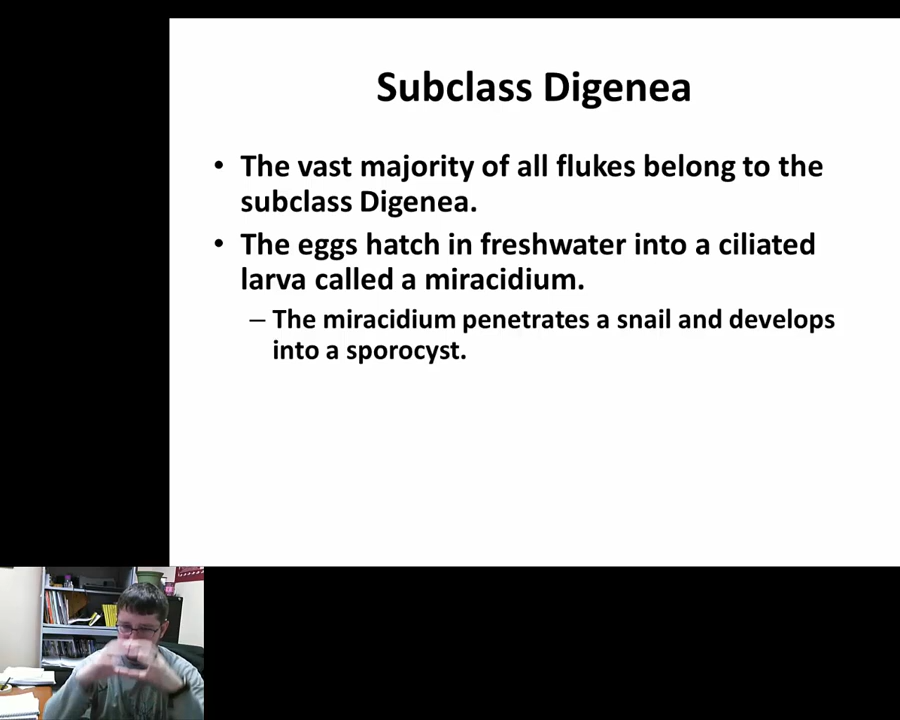 Subclass Digenea
• The vast majority of all flukes belong to the
subclass Digenea.
• The eggs hatch in freshwater into a ciliated
larva called a miracidium.
– The miracidium penetrates a snail and develops
into a sporocyst.